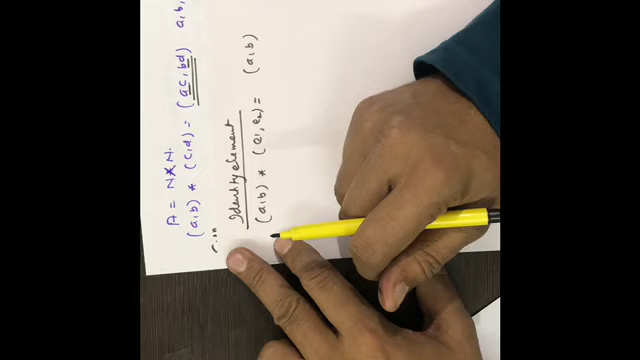 A = N * N.
(a,b) * (c,d) = (ac, bd) a,b,
Identity element
(a,b) * (e1, e2) = (a,b)